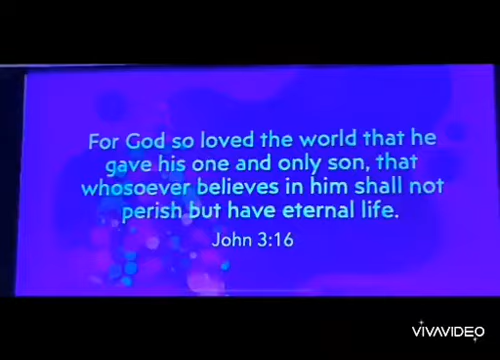 For God so loved the world that he
gave his one and only son, that
whosoever believes in him shall not
perish but have eternal life.
John 3:16
VIVAVIDEO